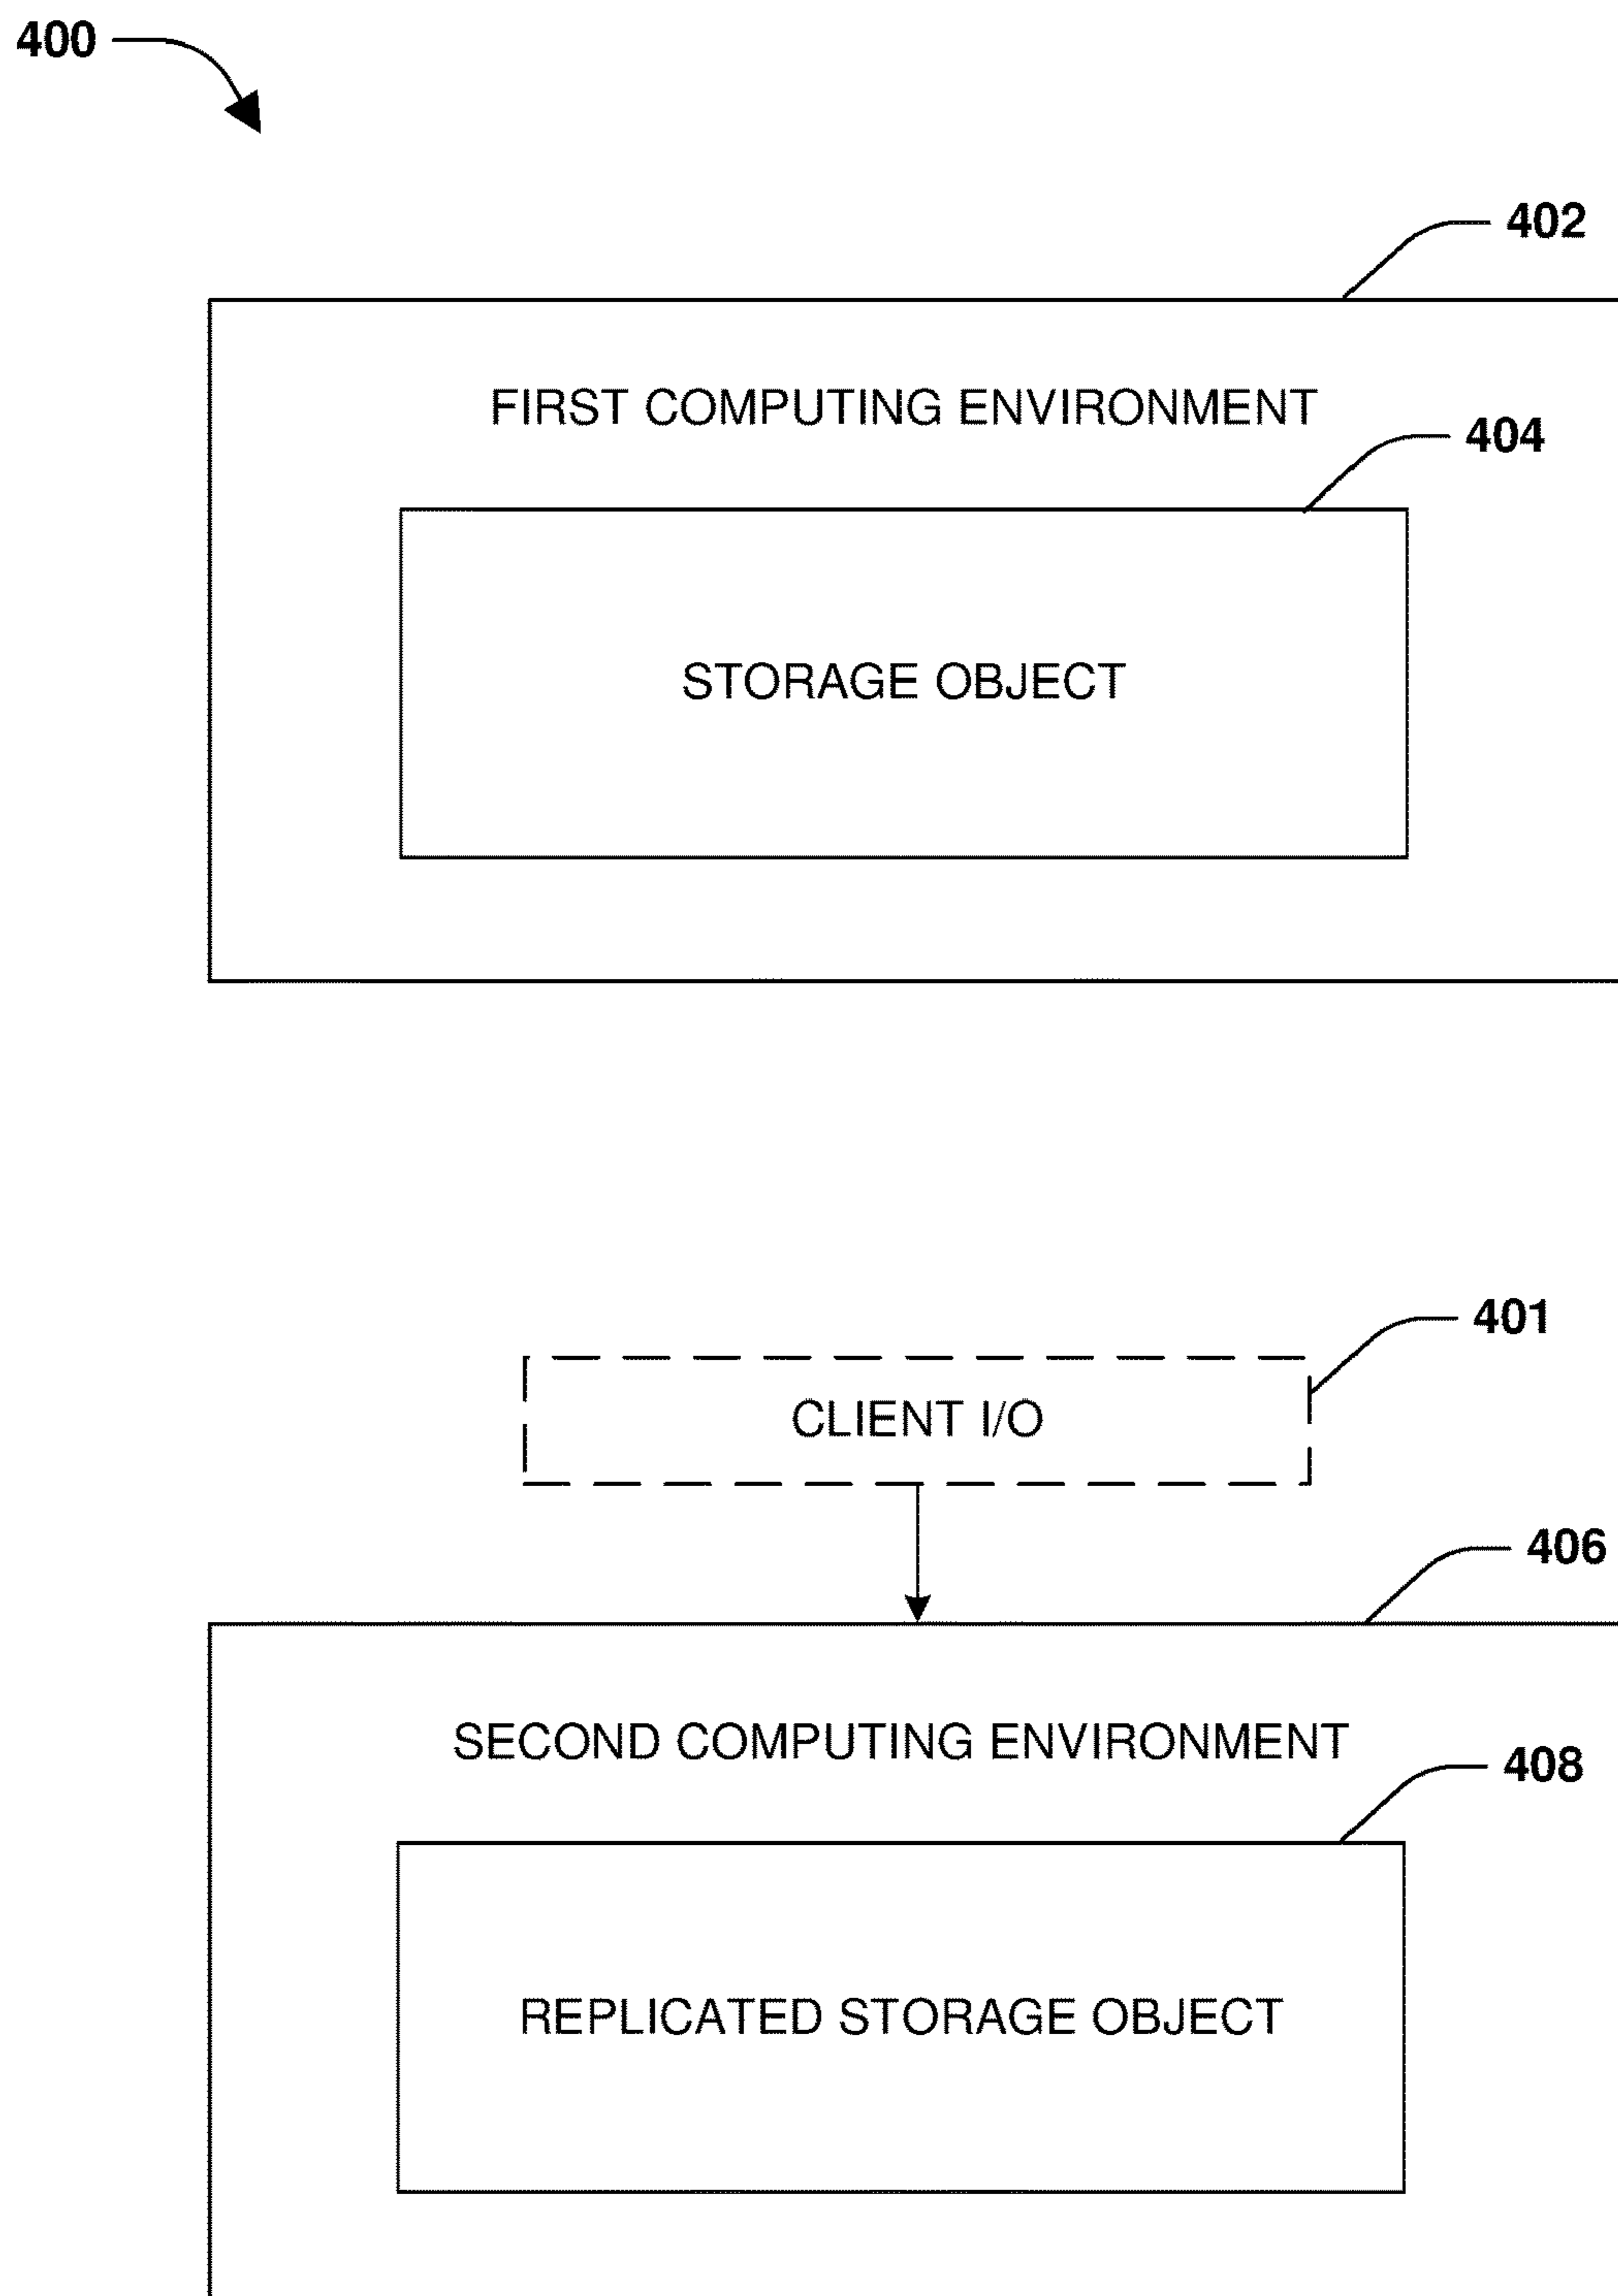 400
402
FIRST COMPUTING ENVIRONMENT
404
STORAGE OBJECT
401
CLIENT I/O
406
SECOND COMPUTING ENVIRONMENT
408
REPLICATED STORAGE OBJECT